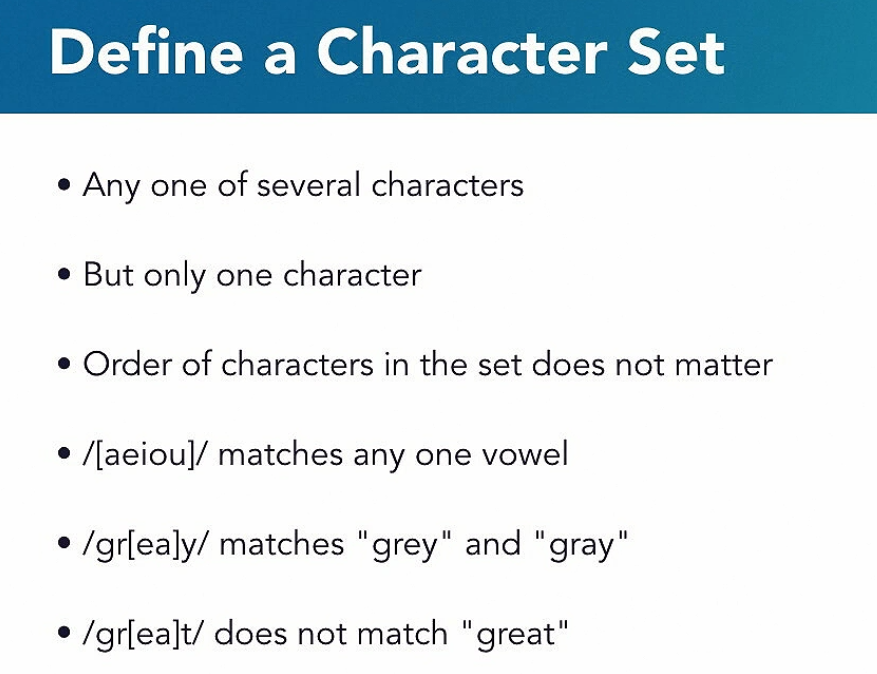 Define a Character Set
• Any one of several characters
• But only one character
• Order of characters in the set does not matter
• /[aeiou]/ matches any one vowel
• /gr[ea]y/ matches "grey" and "gray"
• /gr[ea]t/ does not match "great"